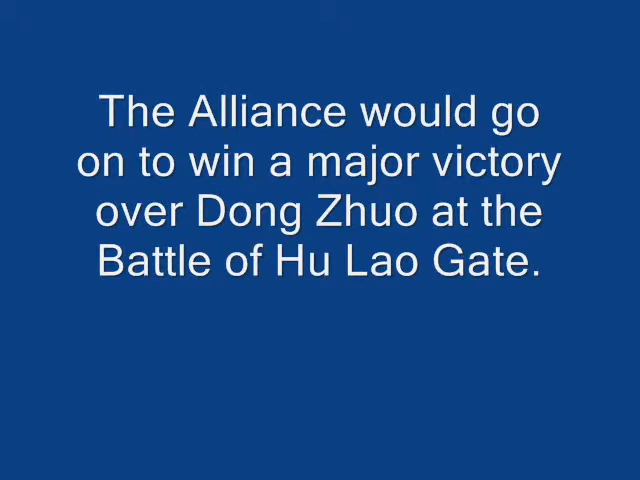 The Alliance would go
on to win a major victory
over Dong Zhuo at the
Battle of Hu Lao Gate.